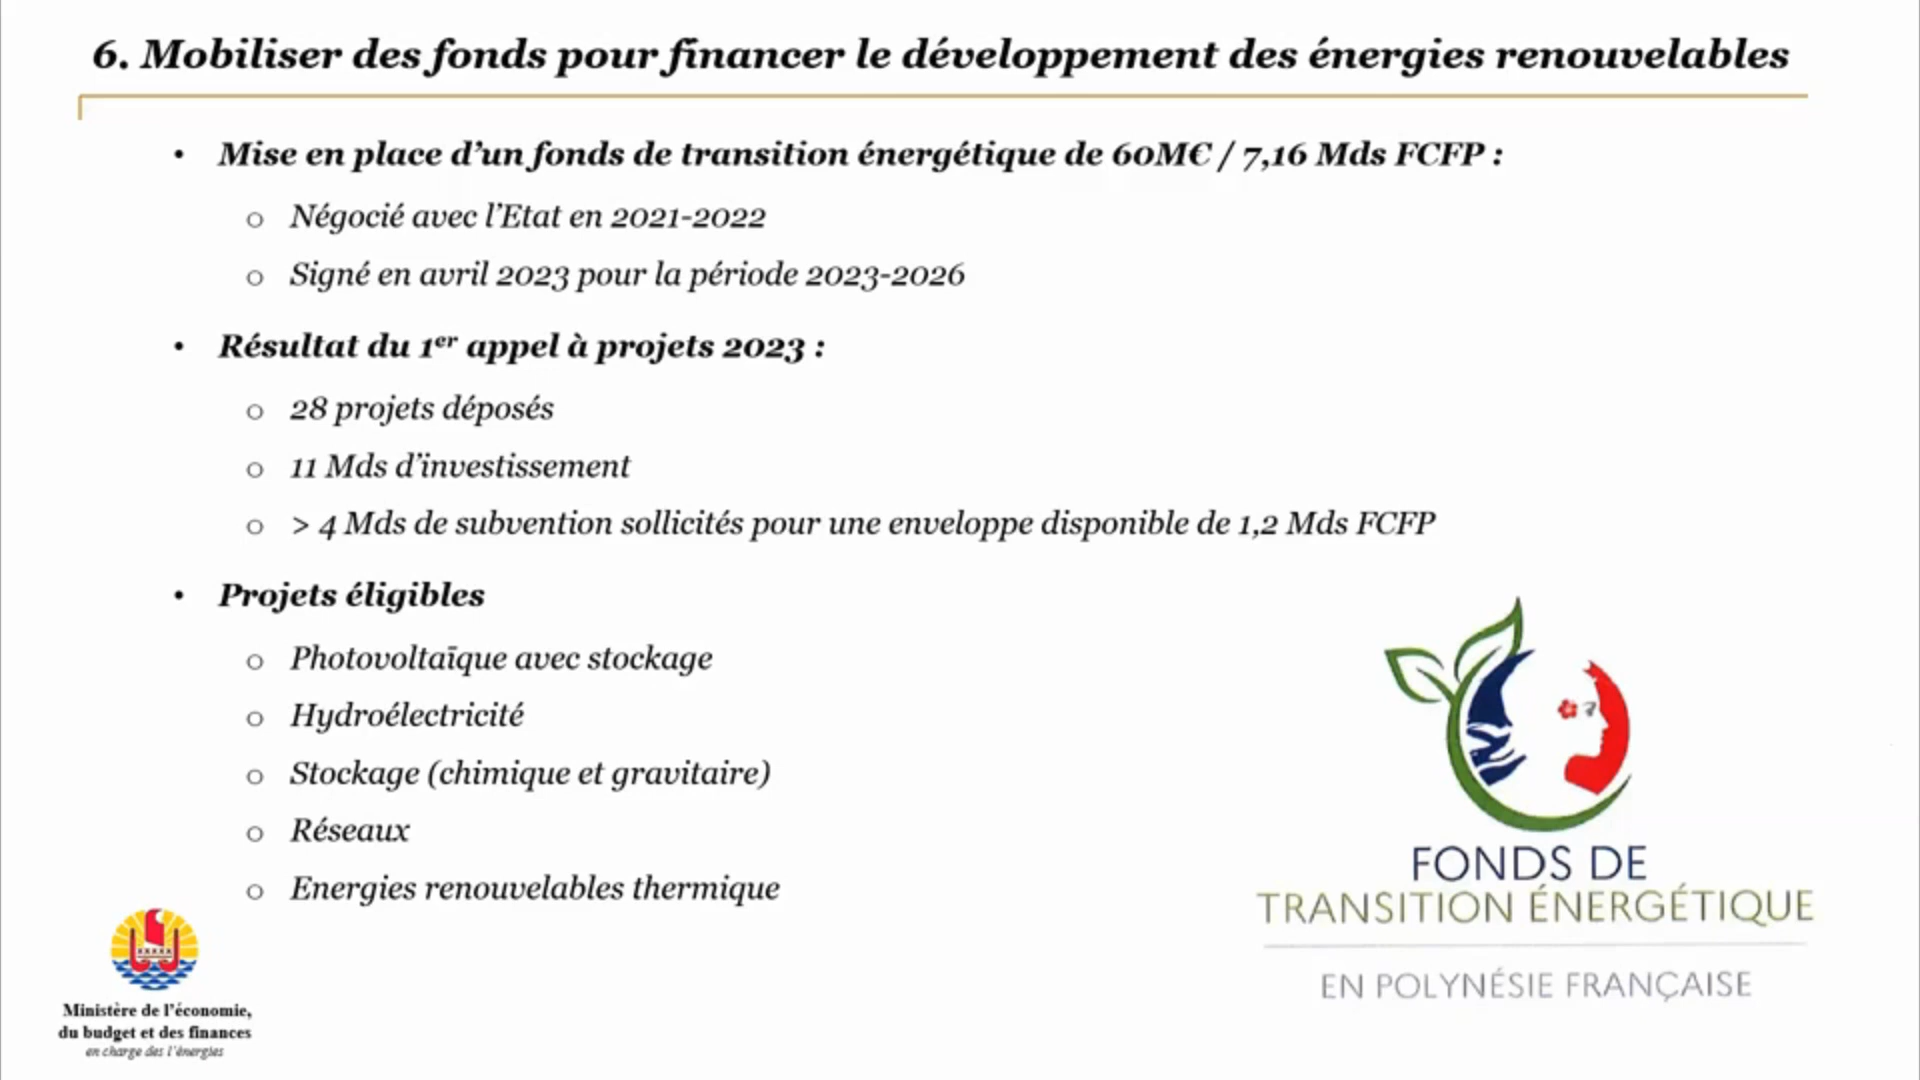 6. Mobiliser des fonds pour financer le développement des énergies renouvelables
• Mise en place d’un fonds de transition énergétique de 60M€ / 7,16 Mds FCFP :
o Négocié avec l’Etat en 2021-2022
o Signé en avril 2023 pour la période 2023-2026
• Résultat du 1er appel à projets 2023 :
o 28 projets déposés
o 11 Mds d’investissement
o > 4 Mds de subvention sollicités pour une enveloppe disponible de 1,2 Mds FCFP
• Projets éligibles
o Photovoltaïque avec stockage
o Hydroélectricité
o Stockage (chimique et gravitaire)
o Réseaux
o Energies renouvelables thermique
FONDS DE
TRANSITION ÉNERGÉTIQUE
EN POLYNÉSIE FRANÇAISE
Ministère de l’économie,
du budget et des finances
en charge des l’énergies